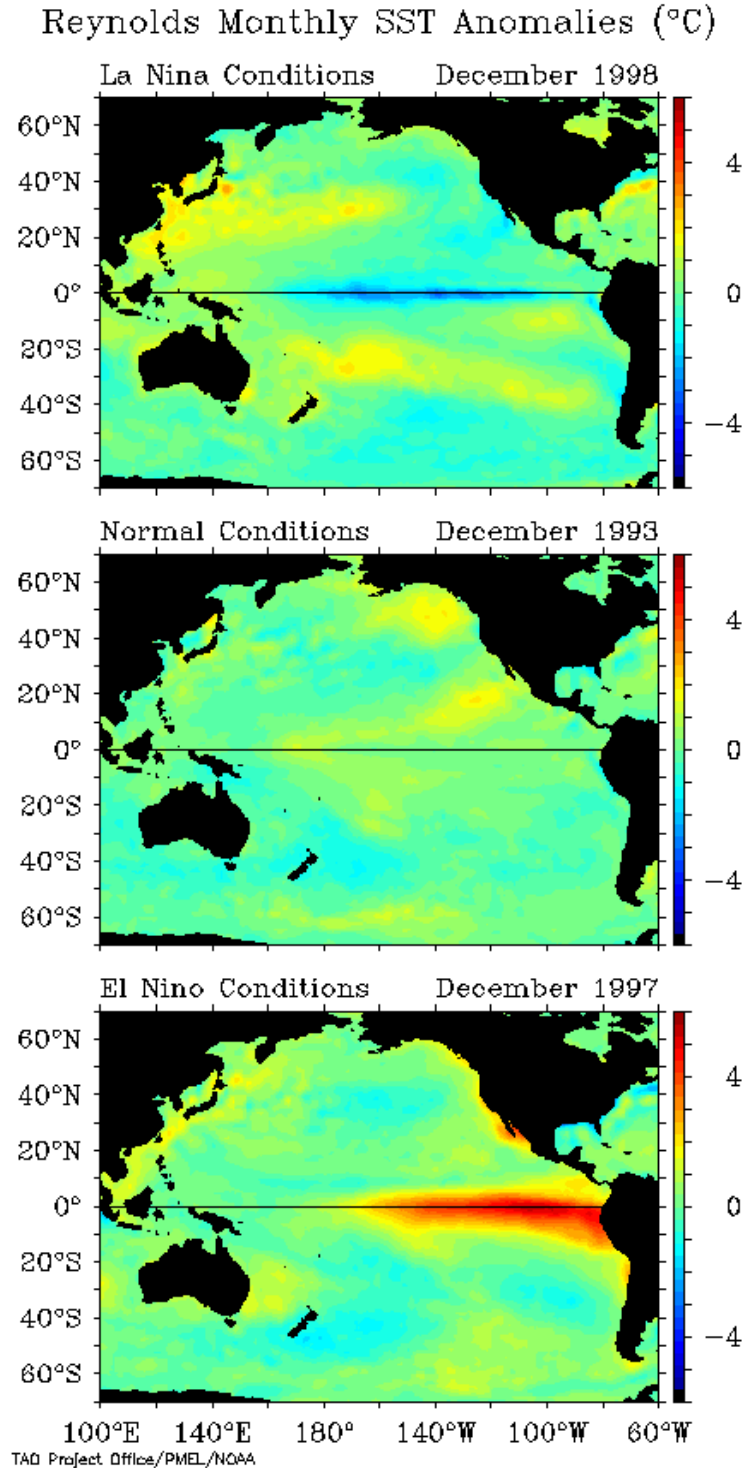 Reynolds Monthly SST Anomalies (°C)
La Nina Conditions December 1998
60°N
40°N
20°N
0°
20°S
40°S
60°S
4
0
−4
Normal Conditions December 1993
60°N
40°N
20°N
0°
20°S
40°S
60°S
4
0
−4
El Nino Conditions December 1997
60°N
40°N
20°N
0°
20°S
40°S
60°S
4
0
−4
100°E 140°E 180° 140°W 100°W 60°W
TAO Project Office/PMEL/NOAA